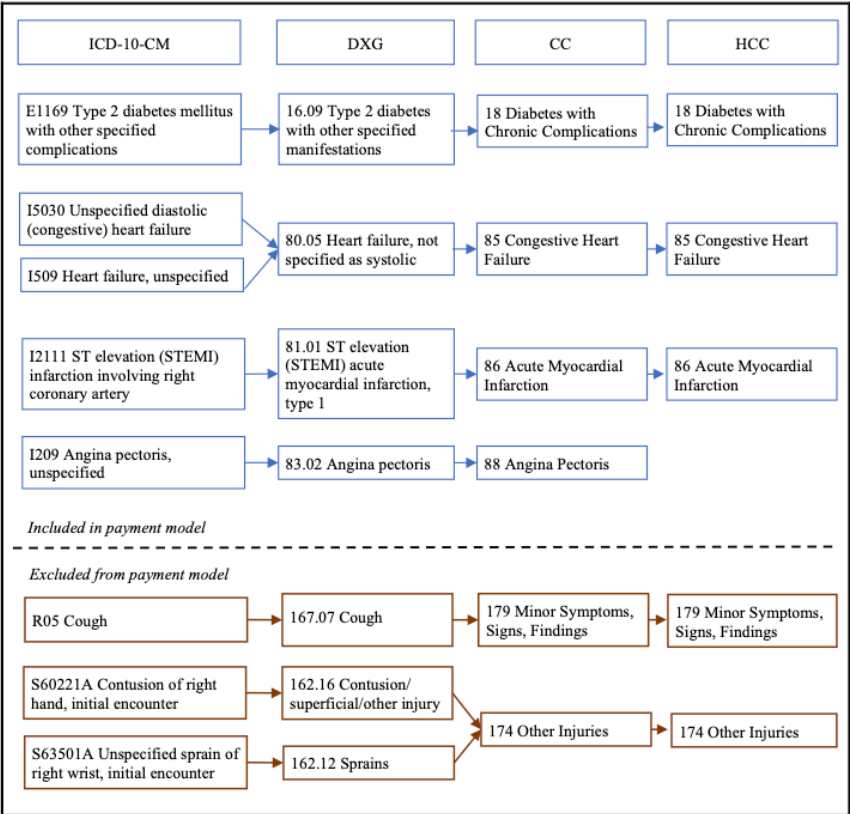 ICD-10-CM
DXG
CC
HCC
E1169 Type 2 diabetes mellitus
with other specified
complications
16.09 Type 2 diabetes
with other specified
manifestations
18 Diabetes with
Chronic Complications
18 Diabetes with
Chronic Complications
I5030 Unspecified diastolic
(congestive) heart failure
I509 Heart failure, unspecified
80.05 Heart failure, not
specified as systolic
85 Congestive Heart
Failure
85 Congestive Heart
Failure
I2111 ST elevation (STEMI)
infarction involving right
coronary artery
81.01 ST elevation
(STEMI) acute
myocardial infarction,
type 1
86 Acute Myocardial
Infarction
86 Acute Myocardial
Infarction
I209 Angina pectoris,
unspecified
83.02 Angina pectoris
88 Angina Pectoris
Included in payment model
Excluded from payment model
R05 Cough
167.07 Cough
179 Minor Symptoms,
Signs, Findings
179 Minor Symptoms,
Signs, Findings
S60221A Contusion of right
hand, initial encounter
162.16 Contusion/
superficial/other injury
S63501A Unspecified sprain of
right wrist, initial encounter
162.12 Sprains
174 Other Injuries
174 Other Injuries